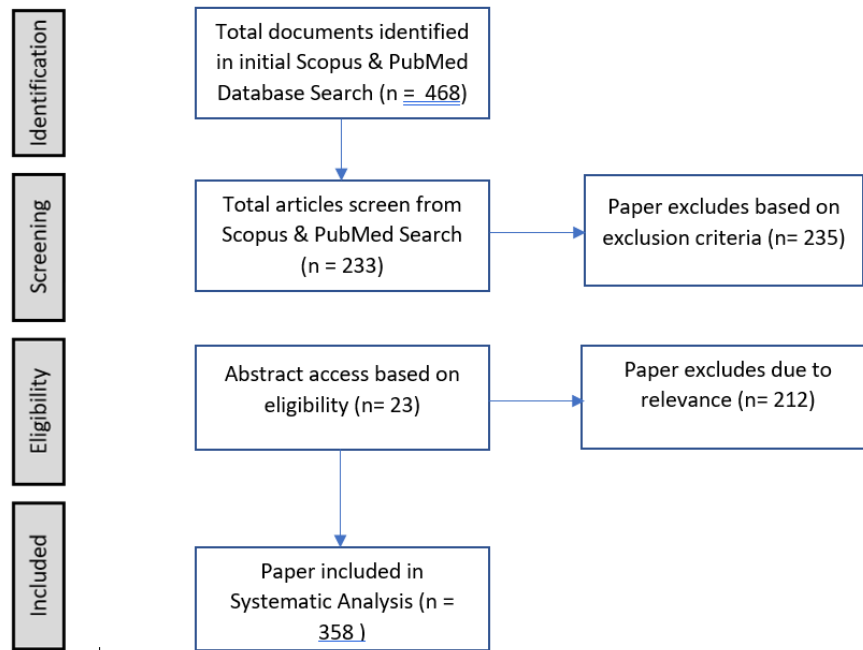 Identification
Total documents identified
in initial Scopus & PubMed
Database Search (n = 468)
Screening
Total articles screen from
Scopus & PubMed Search
(n = 233)
Paper excludes based on
exclusion criteria (n= 235)
Eligibility
Abstract access based on
eligibility (n= 23)
Paper excludes due to
relevance (n= 212)
Included
Paper included in
Systematic Analysis (n =
358 )